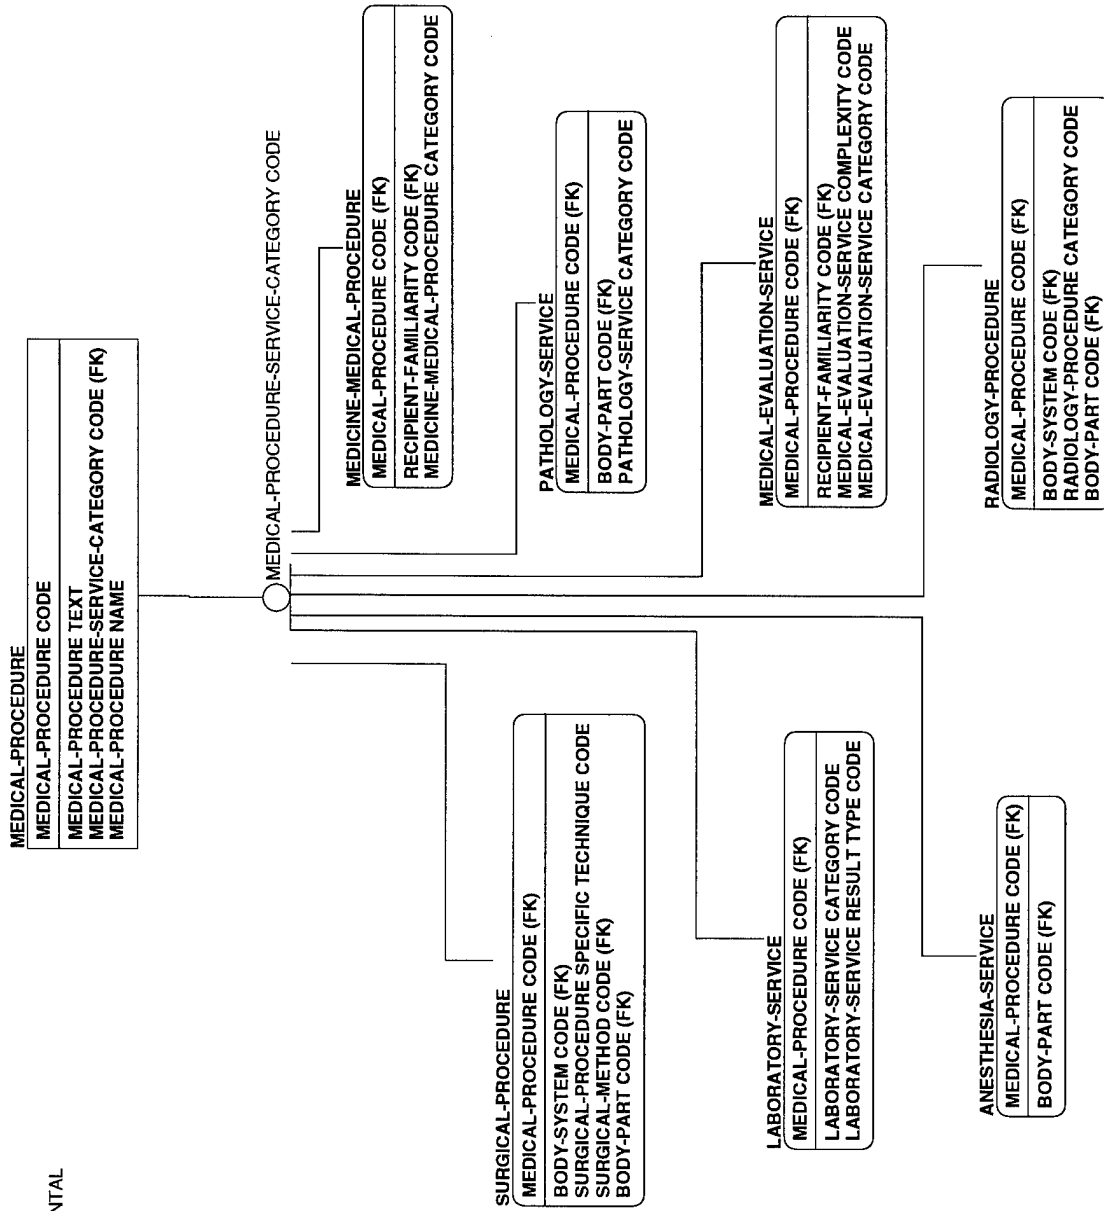 NTAL
MEDICAL-PROCEDURE
MEDICAL-PROCEDURE CODE
MEDICAL-PROCEDURE TEXT
MEDICAL-PROCEDURE-SERVICE-CATEGORY CODE (FK)
MEDICAL-PROCEDURE NAME
MEDICAL-PROCEDURE-SERVICE-CATEGORY CODE
SURGICAL-PROCEDURE
MEDICAL-PROCEDURE CODE (FK)
BODY-SYSTEM CODE (FK)
SURGICAL-PROCEDURE SPECIFIC TECHNIQUE CODE
SURGICAL-METHOD CODE (FK)
BODY-PART CODE (FK)
MEDICINE-MEDICAL-PROCEDURE
MEDICAL-PROCEDURE CODE (FK)
RECIPIENT-FAMILIARITY CODE (FK)
MEDICINE-MEDICAL-PROCEDURE CATEGORY CODE
PATHOLOGY-SERVICE
MEDICAL-PROCEDURE CODE (FK)
BODY-PART CODE (FK)
PATHOLOGY-SERVICE CATEGORY CODE
LABORATORY-SERVICE
MEDICAL-PROCEDURE CODE (FK)
LABORATORY-SERVICE CATEGORY CODE
LABORATORY-SERVICE RESULT TYPE CODE
MEDICAL-EVALUATION-SERVICE
MEDICAL-PROCEDURE CODE (FK)
RECIPIENT-FAMILIARITY CODE (FK)
MEDICAL-EVALUATION-SERVICE COMPLEXITY CODE
MEDICAL-EVALUATION-SERVICE CATEGORY CODE
ANESTHESIA-SERVICE
MEDICAL-PROCEDURE CODE (FK)
BODY-PART CODE (FK)
RADIOLOGY-PROCEDURE
MEDICAL-PROCEDURE CODE (FK)
BODY-SYSTEM CODE (FK)
RADIOLOGY-PROCEDURE CATEGORY CODE
BODY-PART CODE (FK)